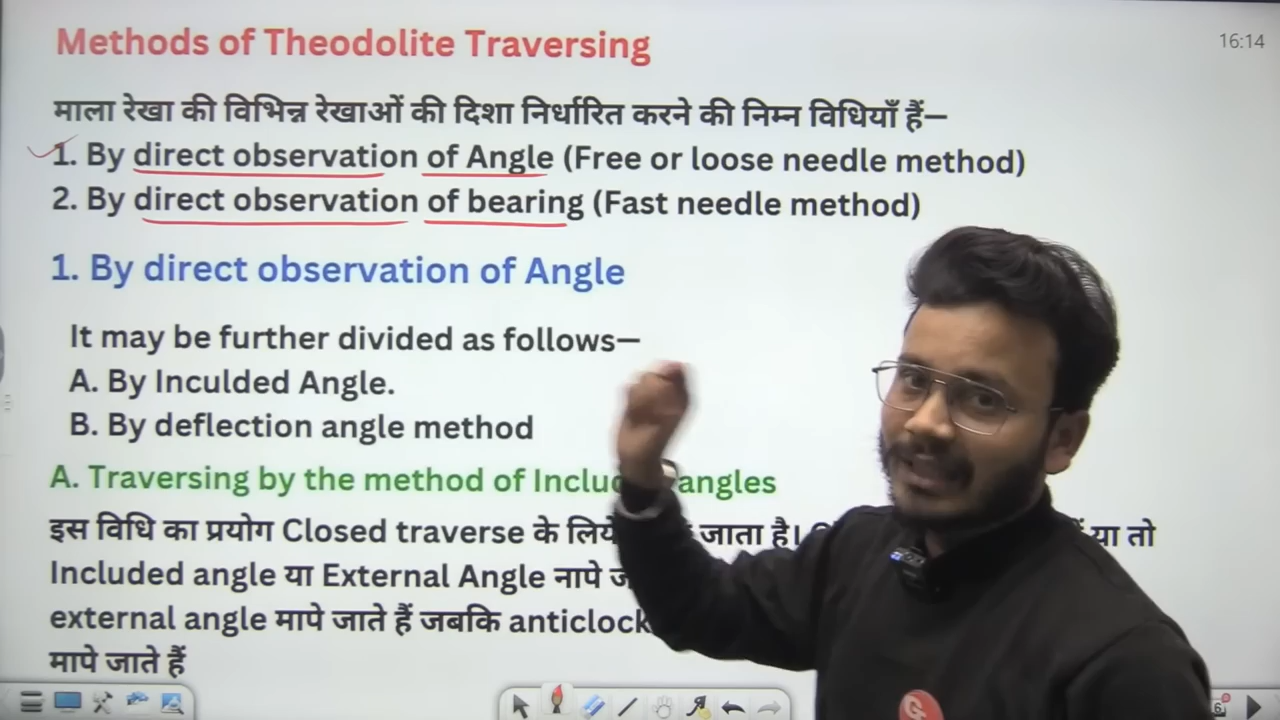 Methods of Theodolite Traversing
16:14
माला रेखा की विभिन्न रेखाओं की दिशा निर्धारित करने की निम्न विधियाँ हैं—
1. By direct observation of Angle (Free or loose needle method)
2. By direct observation of bearing (Fast needle method)
1. By direct observation of Angle
It may be further divided as follows—
A. By Inculded Angle.
B. By deflection angle method
A. Traversing by the method of angles
इस विधि का प्रयोग Closed traverse के जाता है। या तो
Included angle या External Angle नापे
external angle मापे जाते हैं जबकि
मापे जाते हैं